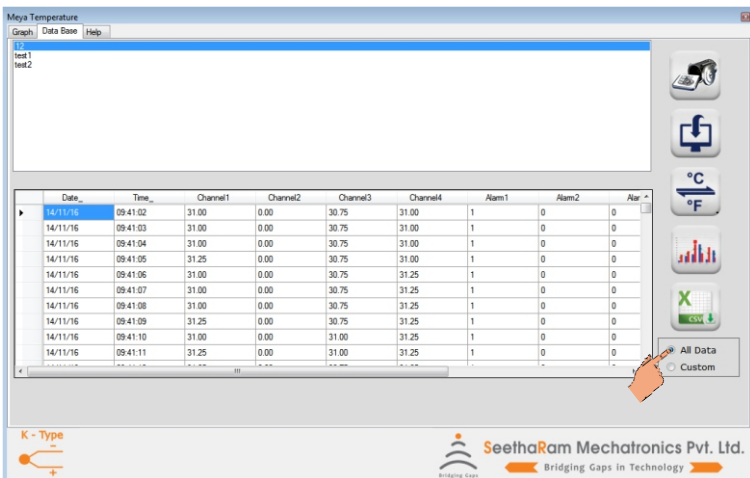 Meya Temperature
Graph Data Base Help
12
test1
test2
°C
°F
X
CSV
Date_ Time_ Channel1 Channel2 Channel3 Channel4 Alarm1 Alarm2 Alar
14/11/16 09:41:02 31.00 0.00 30.75 31.00 1 0 0
14/11/16 09:41:03 31.00 0.00 30.75 31.00 1 0 0
14/11/16 09:41:04 31.00 0.00 30.75 31.00 1 0 0
14/11/16 09:41:05 31.25 0.00 30.75 31.00 1 0 0
14/11/16 09:41:06 31.00 0.00 30.75 31.25 1 0 0
14/11/16 09:41:07 31.00 0.00 30.75 31.25 1 0 0
14/11/16 09:41:08 31.00 0.00 30.75 31.25 1 0 0
14/11/16 09:41:09 31.25 0.00 30.75 31.25 1 0 0
14/11/16 09:41:10 31.00 0.00 31.00 31.25 1 0 0
14/11/16 09:41:11 31.25 0.00 31.00 31.25 1 0 0
All Data
Custom
K - Type
SeethaRam Mechatronics Pvt. Ltd.
Bridging Gaps in Technology
Bridging Gaps